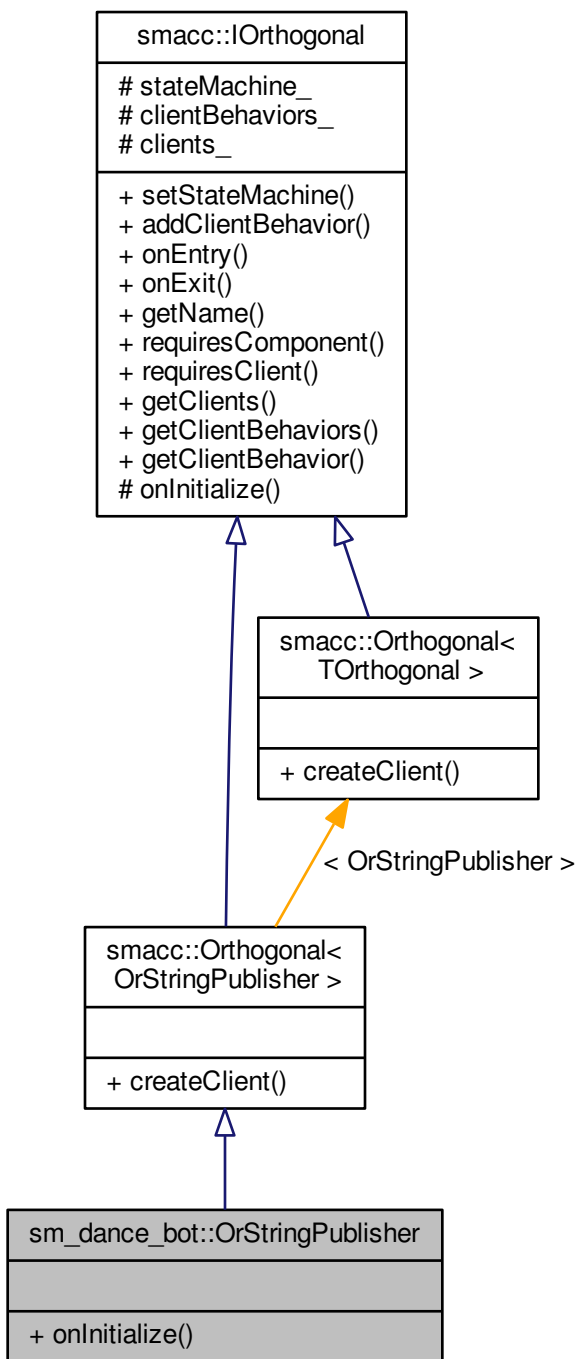 smacc::IOrthogonal
# stateMachine_
# clientBehaviors_
# clients_
+ setStateMachine()
+ addClientBehavior()
+ onEntry()
+ onExit()
+ getName()
+ requiresComponent()
+ requiresClient()
+ getClients()
+ getClientBehaviors()
+ getClientBehavior()
# onInitialize()
smacc::Orthogonal<
TOrthogonal >
+ createClient()
< OrStringPublisher >
smacc::Orthogonal<
OrStringPublisher >
+ createClient()
sm_dance_bot::OrStringPublisher
+ onInitialize()